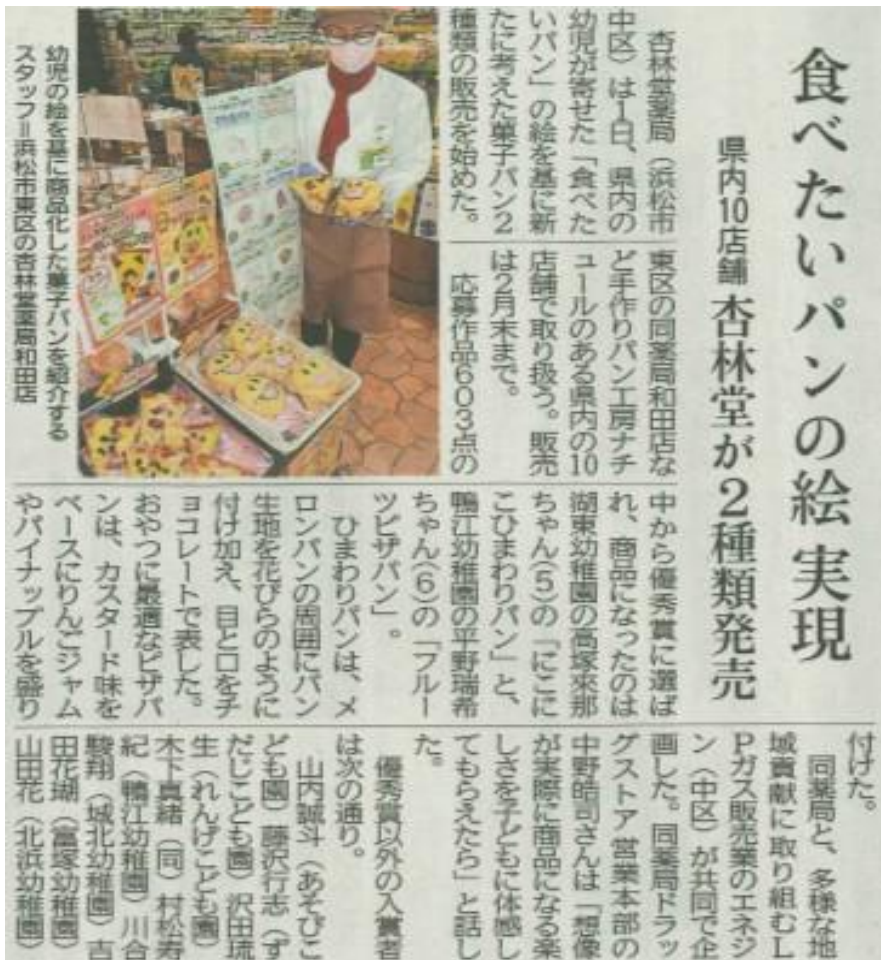 食べたいパンの絵 実現
県内10店舗 杏林堂が2種類発売
杏林堂薬局(浜松市
中区)は1日、県内の
幼児が寄せた「食べた
いパン」の絵を基に新
たに考えた菓子パン2
種類の販売を始めた。
東区の同薬局和田店な
ど手作りパン工房ナチ
ュールのある県内の10
店舗で取り扱う。販売
は2月末まで。
応募作品603点の
中から優秀賞に選ば
れ、商品になったのは
湖東幼稚園の高塚來那
ちゃん(5)の「にこに
こひまわりパン」と、
鴨江幼稚園の平野瑞希
ちゃん(6)の「フルー
ツピザパン」。
ひまわりパンは、メ
ロンパンの周囲にパン
生地を花びらのように
付け加え、目と口をチ
ョコレートで表した。
おやつに最適なピザパ
ンは、カスタード味を
ベースにりんごジャム
やパイナップルを盛り
付けた。
同薬局と、多様な地
域貢献に取り組むL
Pガス販売業のエネジ
ン(中区)が共同で企
画した。同薬局ドラッ
グストア営業本部の
中野皓司さんは「想像
が実際に商品になる楽
しさを子どもに体感し
てもらえたら」と話し
た。
優秀賞以外の入賞者
は次の通り。
山内誠斗(あそびこ
ども園)藤沢行志(ず
だじこども園)沢田琉
生(れんげこども園)
木下真緒(同)村松寿
紀(鴨江幼稚園)川合
駿翔(城北幼稚園)古
田花瑚(富塚幼稚園)
山田花(北浜幼稚園)
幼児の絵を基に商品化した菓子パンを紹介する
スタッフ=浜松市東区の杏林堂薬局和田店